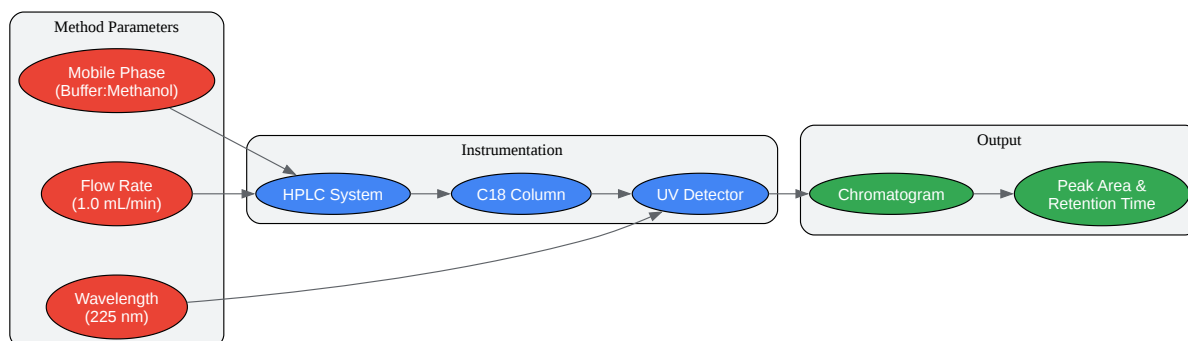 Method Parameters
Mobile Phase
(Buffer:Methanol)
Flow Rate
(1.0 mL/min)
Wavelength
(225 nm)
Instrumentation
HPLC System
C18 Column
UV Detector
Output
Chromatogram
Peak Area &
Retention Time